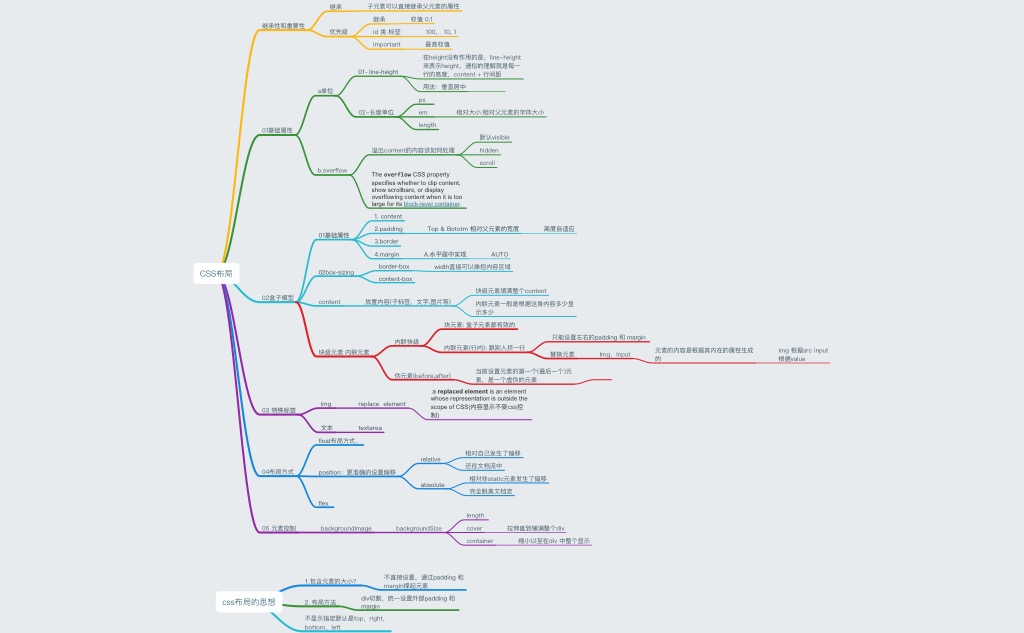 继承性和重要性
继承
子元素可以直接继承父元素的属性
优先级
继承
权值 0.1
id 类 标签
100， 10, 1
important
最高权值
01基础属性
a单位
01- line-height
在height没有作用的是，line-height
来表示height，通俗的理解就是每一
行的高度，content + 行间距
用法：垂直居中
02-长度单位
px
em
相对大小:相对父元素的字体大小
length
b.overflow
溢出content的内容该如何处理
默认visible
hidden
scroll
The overflow CSS property
specifies whether to clip content,
show scrollbars, or display
overflowing content when it is too
large for its block-level container.
CSS布局
02盒子模型
01基础属性
1. content
2.padding
Top & Bototm 相对父元素的宽度
高度自适应
3.border
4.margin
A.水平居中实现
AUTO
02box-sizing
border-box
width直接可以操控内容区域
content-box
content
放置内容(子标签，文字,图片等)
块级元素填满整个content
内联元素一般是根据这身内容多少显
示多少
块级元素 内联元素
内联块级
块元素: 盒子元素都有效的
内联元素(行内): 跟别人挤一行
只能设置左右的padding 和 margin
替换元素
img，input
元素的内容是根据其内在的属性生成
的
img 根据src input
根据value
伪元素(before,after)
当前设置元素的第一个(最后一个)元
素，是一个虚伪的元素
03 特殊标签
img
replace element
a replaced element is an element
whose representation is outside the
scope of CSS(内容显示不受css控
制)
文本
textarea
04布局方式
float布局方式，
position：更准确的设置偏移
relative
相对自己发生了偏移
还在文档流中
absolute
相对非static元素发生了偏移
完全脱离文档流
flex
05 元素控制
backgroundImage
backgroundSize
length
cover
拉伸直到铺满整个div
container
缩小以至在div 中整个显示
css布局的思想
1.包含元素的大小?
不直接设置，通过padding 和
margin撑起元素
2. 布局方法
div切割，统一设置外部padding 和
margin
不显示指定默认是top，right，
bottom，left